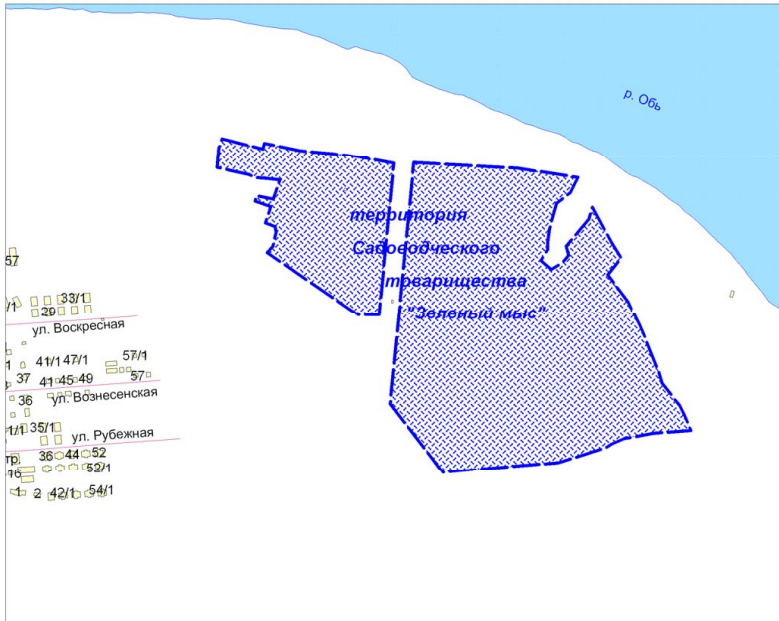 р. Обь
территория
Садоводческого
товарищества
"Зеленый мыс"
57
/1
33/1
29
ул. Воскресная
57/1
41/1 47/1
1
37
41 45 49
57
36
ул. Вознесенская
1/1 35/1
ул. Рубежная
тр.
36 44 52
76
52/1
1 2 42/1 54/1